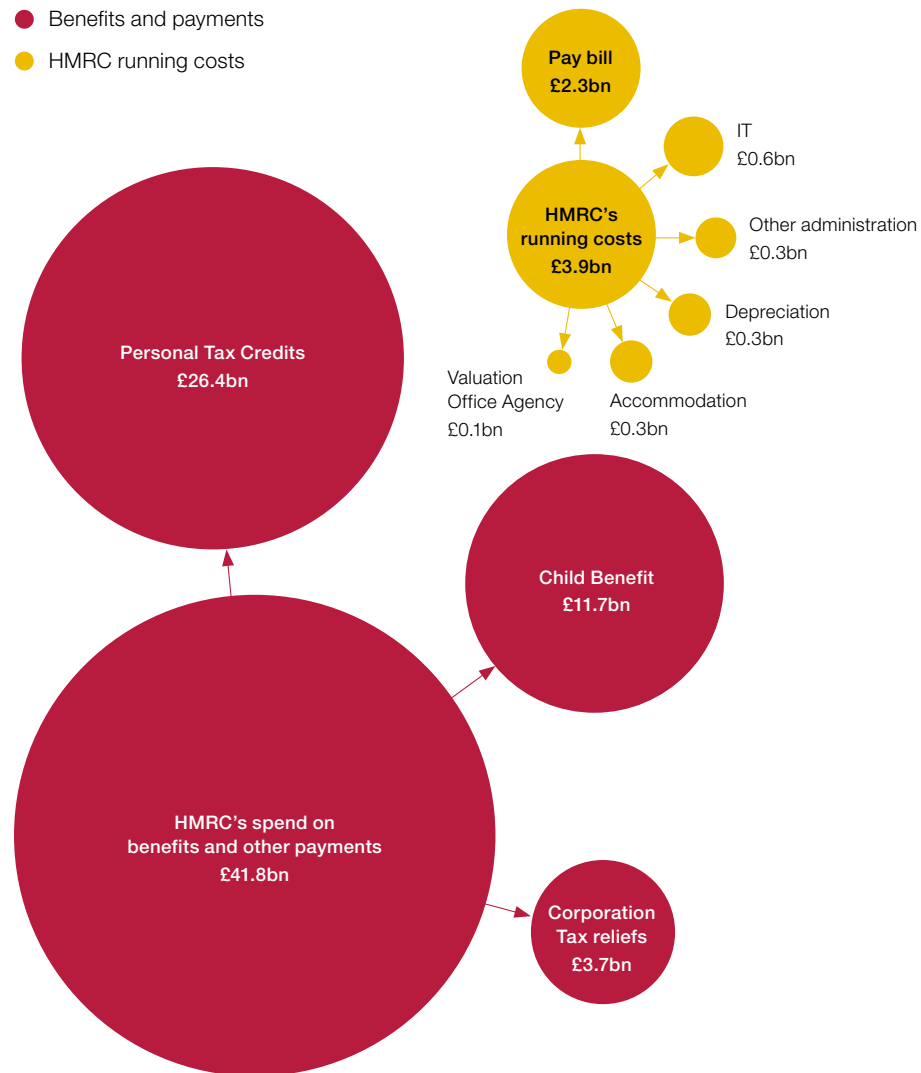 Benefits and payments
HMRC running costs
Pay bill
£2.3bn
IT
£0.6bn
HMRC's
running costs
£3.9bn
Other administration
£0.3bn
Depreciation
£0.3bn
Accommodation
£0.3bn
Valuation
Office Agency
£0.1bn
Personal Tax Credits
£26.4bn
Child Benefit
£11.7bn
HMRC's spend on
benefits and other payments
£41.8bn
Corporation
Tax reliefs
£3.7bn